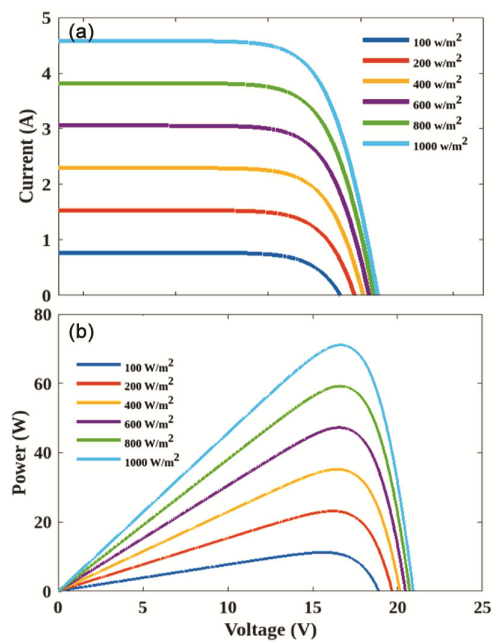 (a)
5
4
3
2
1
0
Current (A)
100 w/m²
200 w/m²
400 w/m²
600 w/m²
800 w/m²
1000 w/m²
(b)
80
60
40
20
0
Power (W)
100 W/m²
200 W/m²
400 W/m²
600 W/m²
800 W/m²
1000 W/m²
0 5 10 15 20 25
Voltage (V)